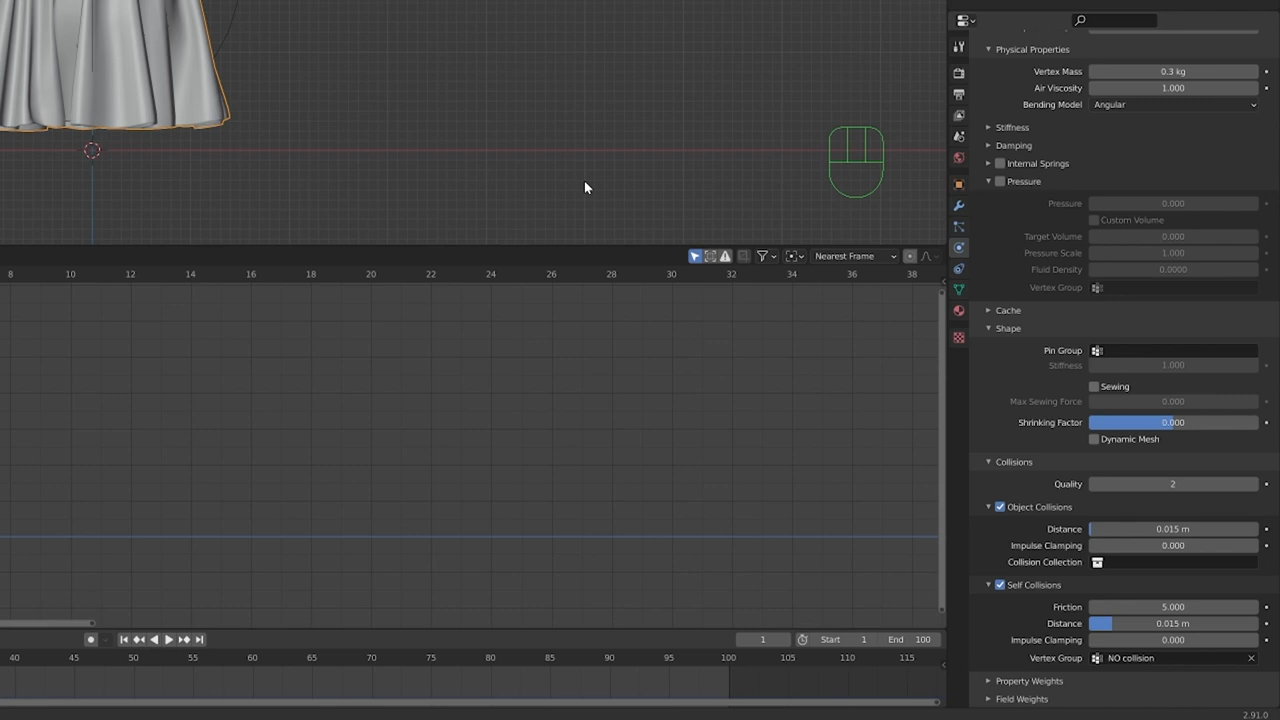 Physical Properties
Vertex Mass 0.3 kg
Air Viscosity 1.000
Bending Model Angular
Stiffness
Damping
Internal Springs
Pressure
Pressure 0.000
Custom Volume
Target Volume 0.000
Pressure Scale 1.000
Fluid Density 0.0000
Vertex Group
Cache
Shape
Pin Group
Stiffness 1.000
Sewing
Max Sewing Force 0.000
Shrinking Factor 0.000
Dynamic Mesh
Collisions
Quality 2
Object Collisions
Distance 0.015 m
Impulse Clamping 0.000
Collision Collection
Self Collisions
Friction 5.000
Distance 0.015 m
Impulse Clamping 0.000
Vertex Group NO collision
Property Weights
Field Weights
Nearest Frame
8 10 12 14 16 18 20 22 24 26 28 30 32 34 36 38
1 Start 1 End 100
40 45 50 55 60 65 70 75 80 85 90 95 100 105 110 115
2.91.0